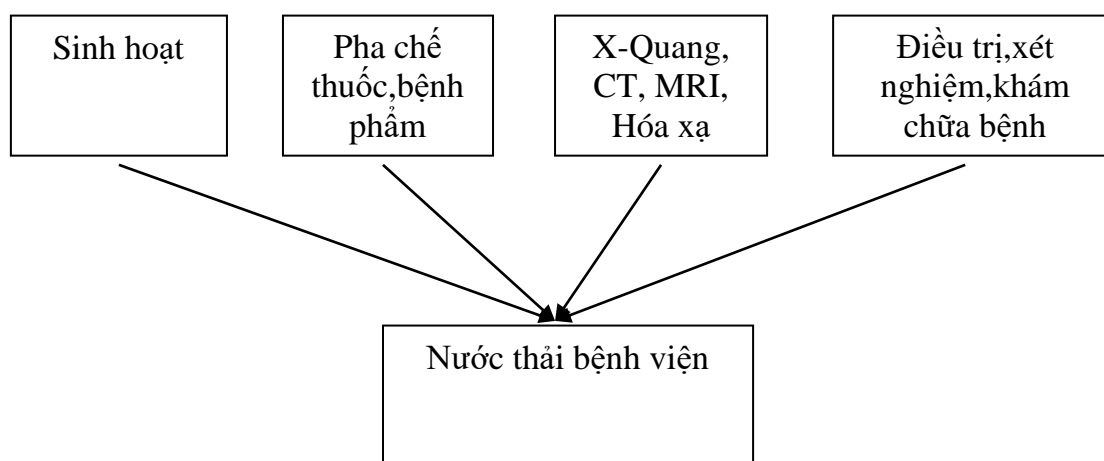 Sinh hoạt
Pha chế
thuốc,bệnh
phẩm
X-Quang,
CT, MRI,
Hóa xạ
Điều trị,xét
nghiệm,khám
chữa bệnh
Nước thải bệnh viện